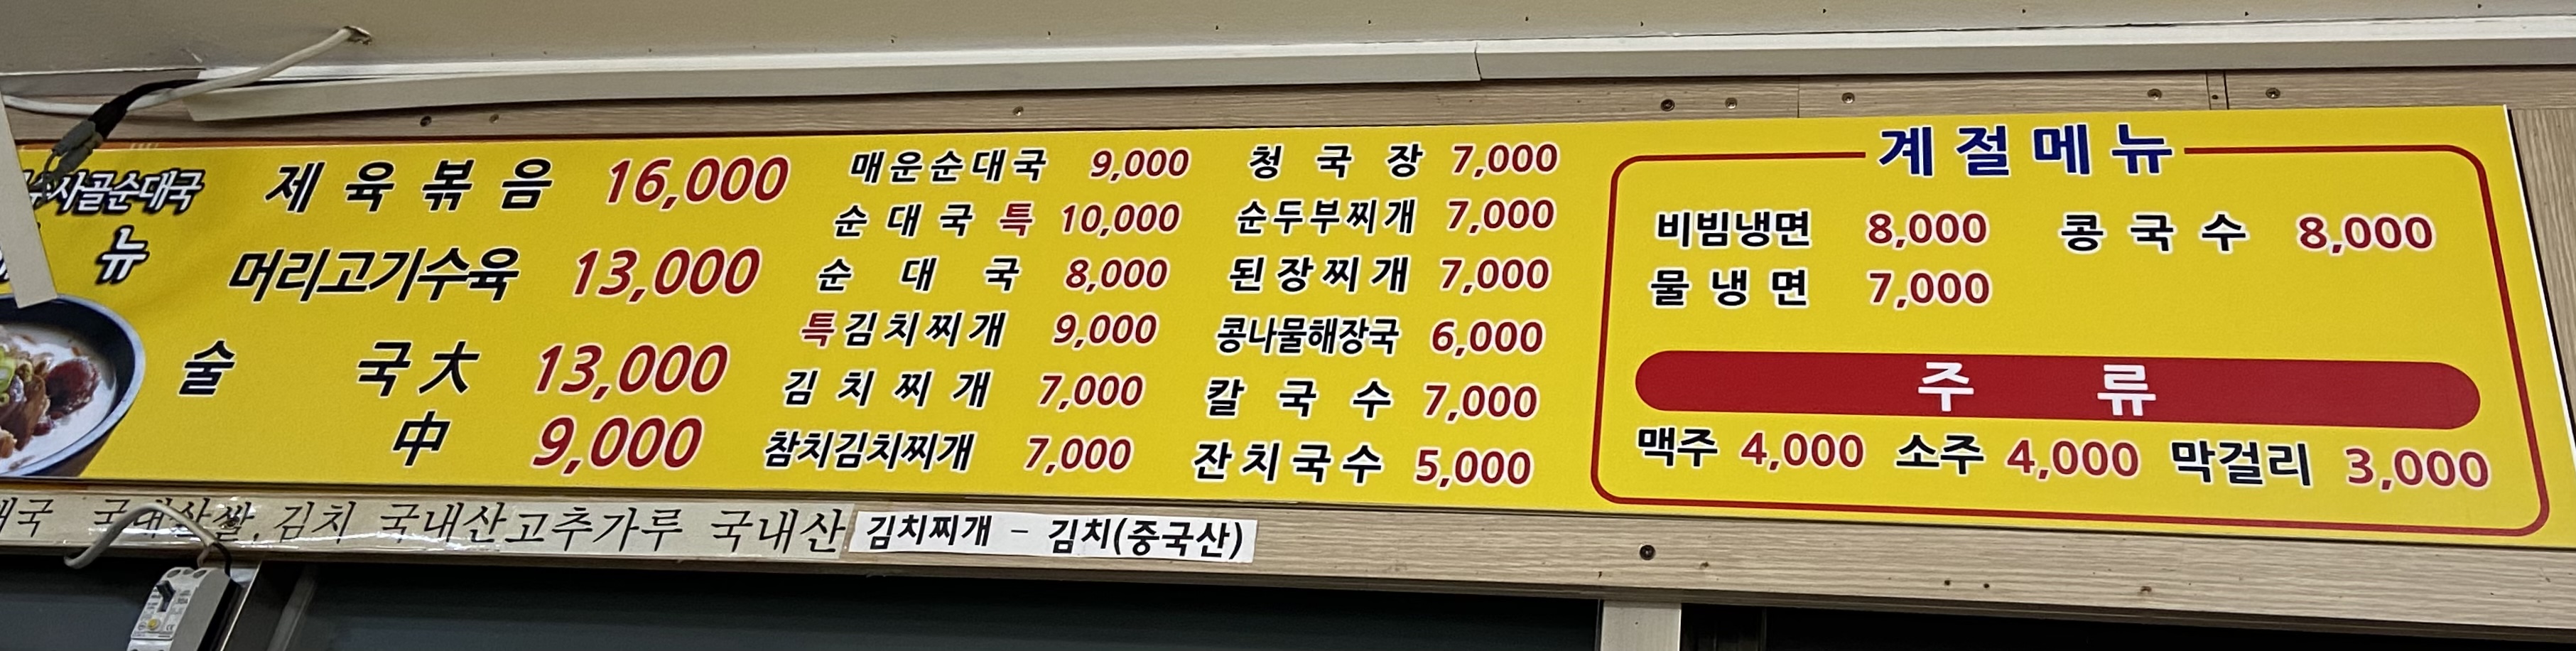 사골순대국
뉴
제육볶음 16,000
머리고기수육 13,000
술국 大 13,000
中 9,000
매운순대국 9,000
순대국 특 10,000
순대국 8,000
특김치찌개 9,000
김치찌개 7,000
참치김치찌개 7,000
청국장 7,000
순두부찌개 7,000
된장찌개 7,000
콩나물해장국 6,000
칼국수 7,000
잔치국수 5,000
계절메뉴
비빔냉면 8,000 콩국수 8,000
물냉면 7,000
주류
맥주 4,000 소주 4,000 막걸리 3,000
국내산쌀,김치 국내산고추가루 국내산
김치찌개 - 김치(중국산)